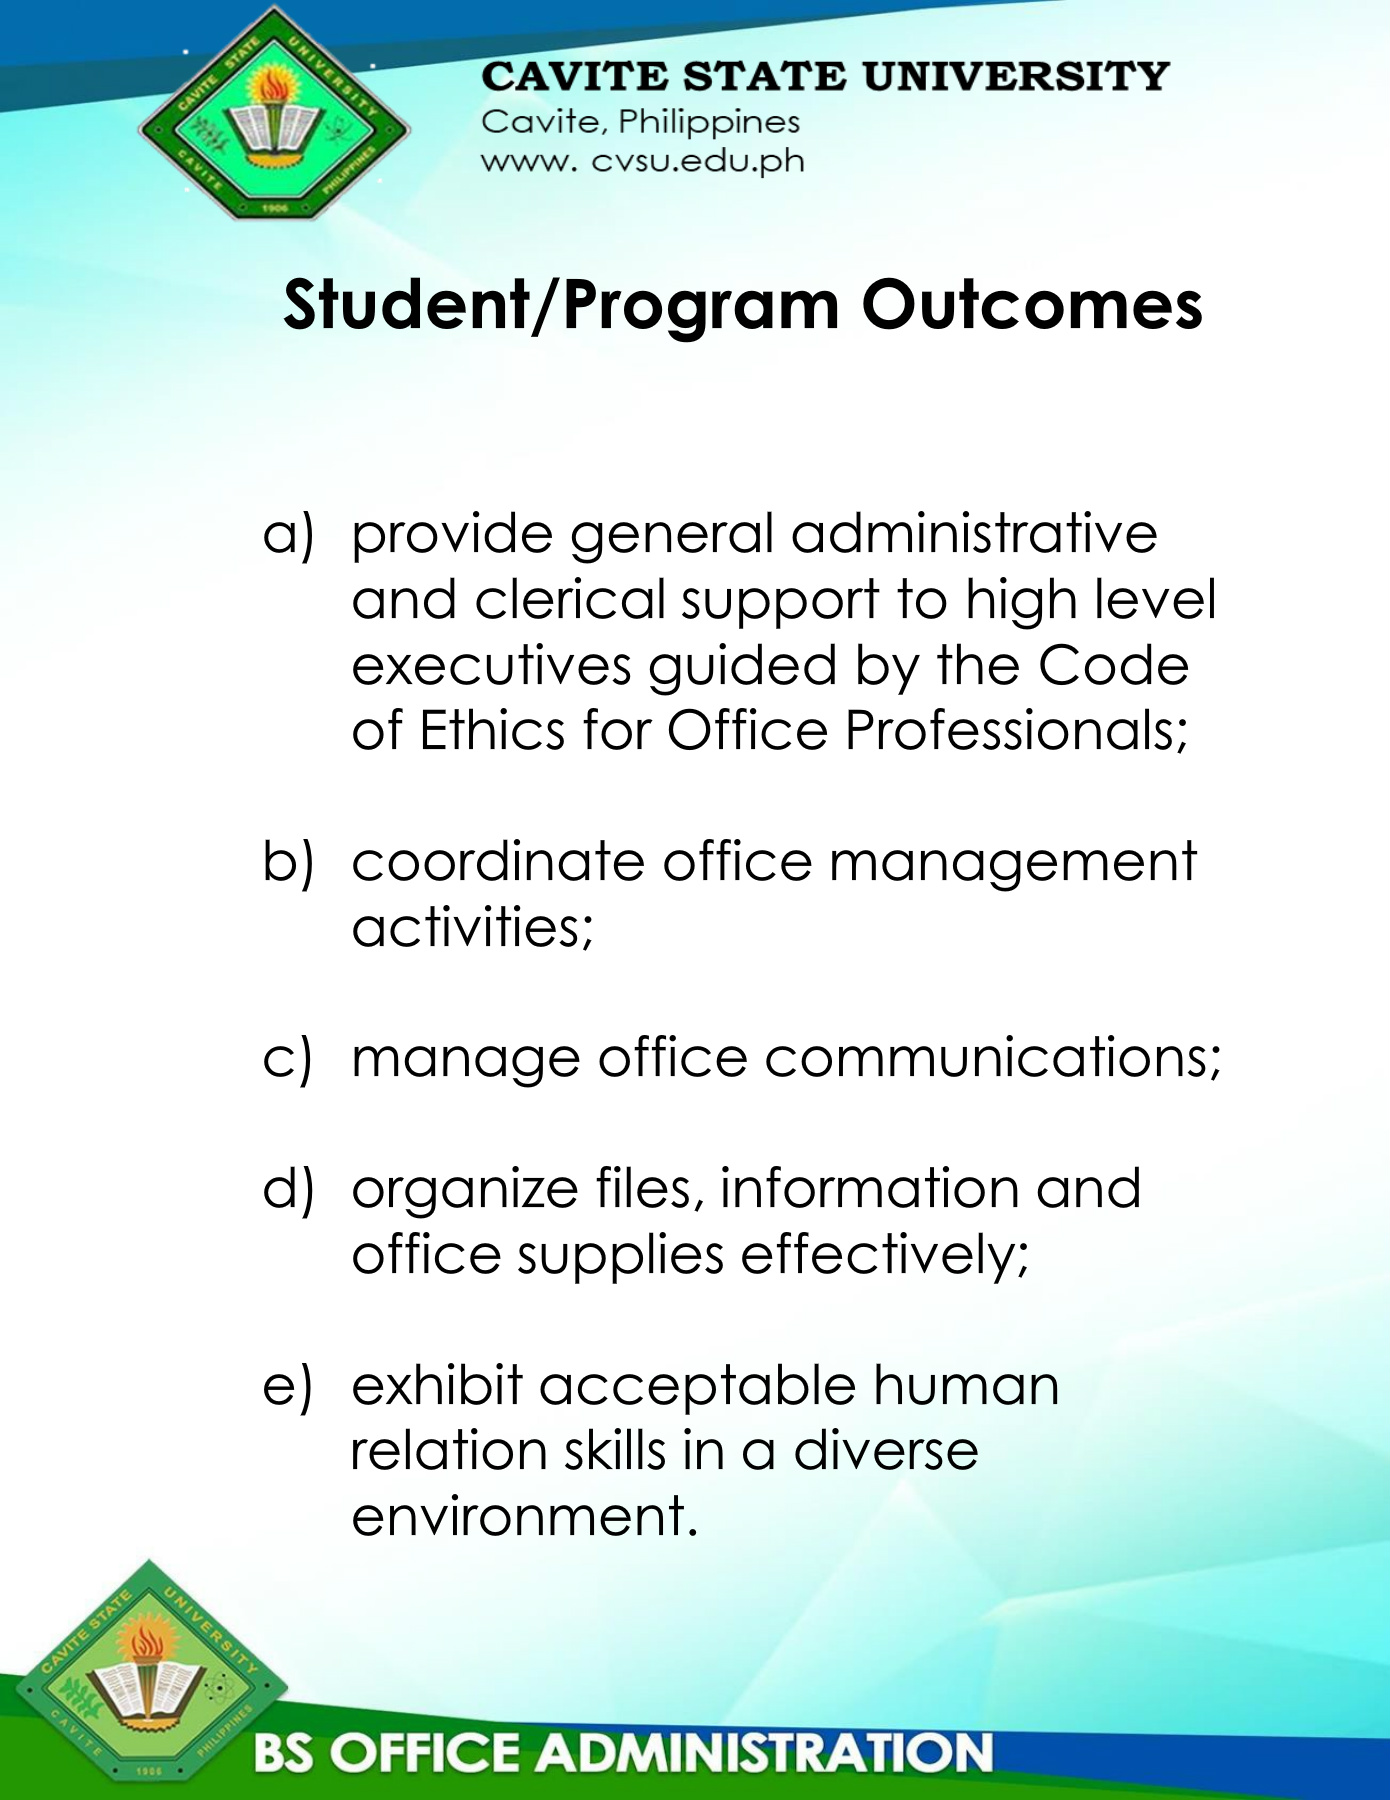 CAVITE STATE UNIVERSITY
Cavite, Philippines
www. cvsu.edu.ph
CAVITE STATE UNIVERSITY
CAVITE PHILIPPINES
1906
Student/Program Outcomes
a) provide general administrative
and clerical support to high level
executives guided by the Code
of Ethics for Office Professionals;
b) coordinate office management
activities;
c) manage office communications;
d) organize files, information and
office supplies effectively;
e) exhibit acceptable human
relation skills in a diverse
environment.
CAVITE STATE UNIVERSITY
CAVITE PHILIPPINES
1906
BS OFFICE ADMINISTRATION